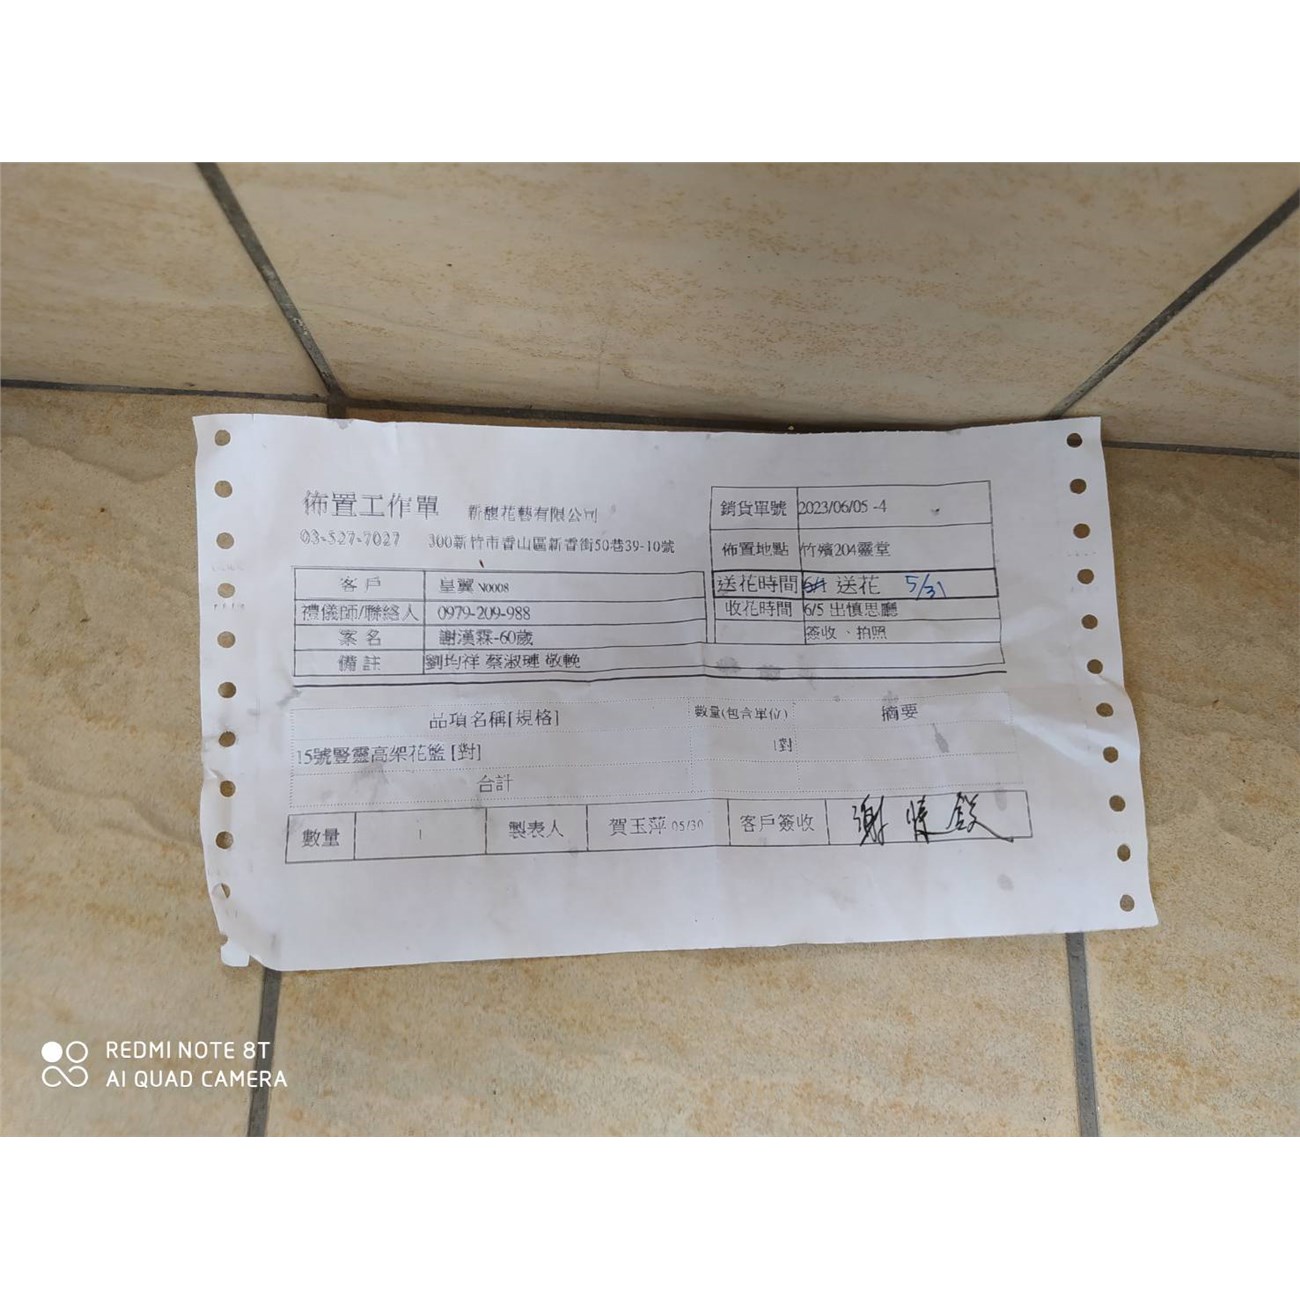 佈置工作單 新馥花藝有限公司
03-527-7027 300新竹市香山區新香街50巷39-10號
銷貨單號 2023/06/05 -4
佈置地點 竹殯204靈堂
送花時間 6/1 送花 5/31
收花時間 6/5 出慎思廳
簽收、拍照
客戶 皇翼 N0008
禮儀師/聯絡人 0979-209-988
案名 謝漢霖-60歲
備註 劉均祥 蔡淑璉 敬輓
品項名稱[規格] 數量(包含單位) 摘要
15號豎靈高架花籃 [對] 1對
合計
數量 1 製表人 賀玉萍 05/30 客戶簽收 謝
REDMI NOTE 8T
AI QUAD CAMERA